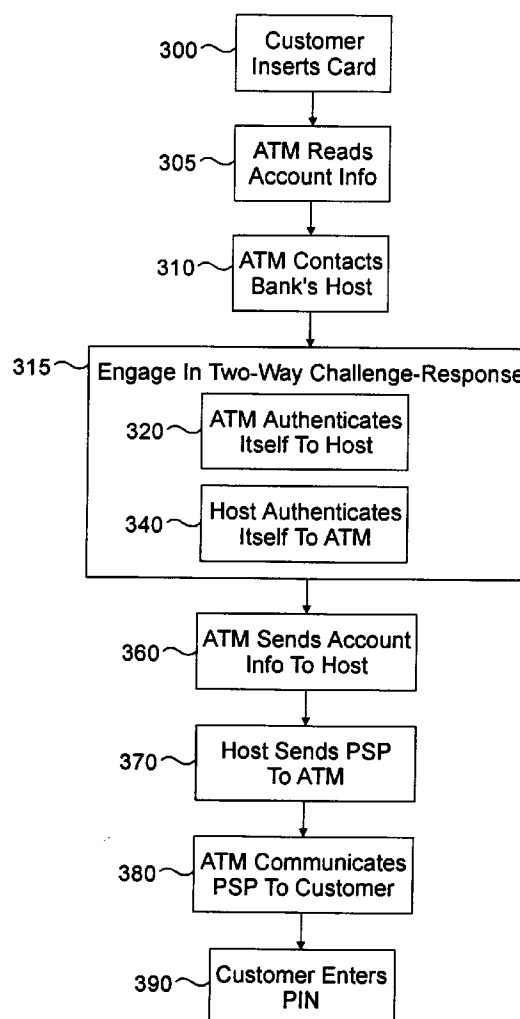 300
Customer
Inserts Card
305
ATM Reads
Account Info
310
ATM Contacts
Bank's Host
315
Engage In Two-Way Challenge-Response
320
ATM Authenticates
Itself To Host
340
Host Authenticates
Itself To ATM
360
ATM Sends Account
Info To Host
370
Host Sends PSP
To ATM
380
ATM Communicates
PSP To Customer
390
Customer Enters
PIN